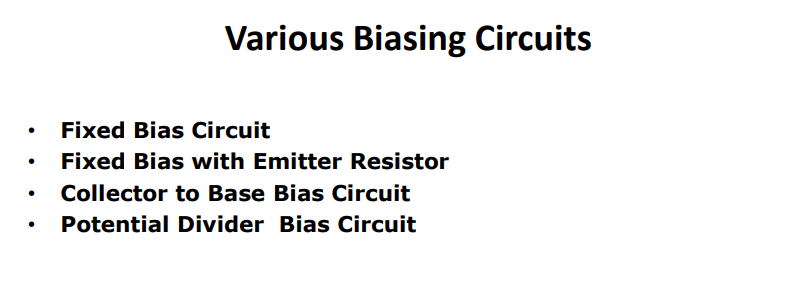 Various Biasing Circuits
• Fixed Bias Circuit
• Fixed Bias with Emitter Resistor
• Collector to Base Bias Circuit
• Potential Divider  Bias Circuit